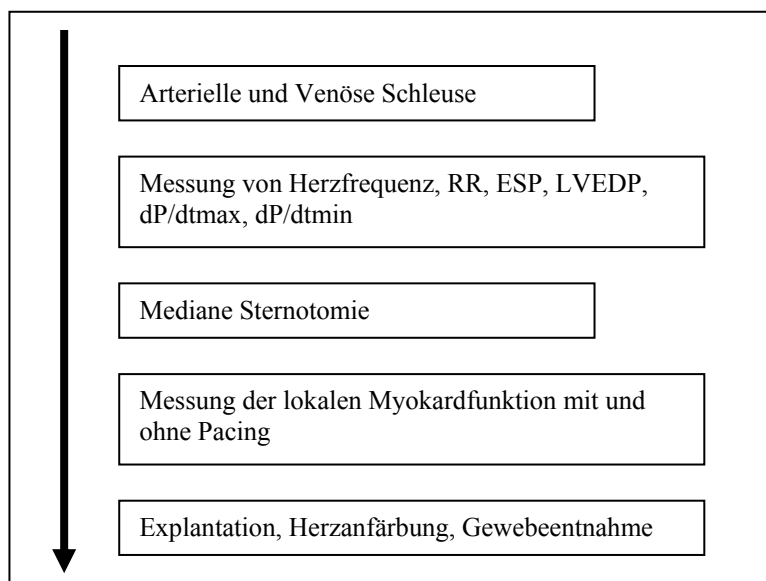 Arterielle und Venöse Schleuse
Messung von Herzfrequenz, RR, ESP, LVEDP,
dP/dtmax, dP/dtmin
Mediane Sternotomie
Messung der lokalen Myokardfunktion mit und
ohne Pacing
Explantation, Herzanfärbung, Gewebeentnahme